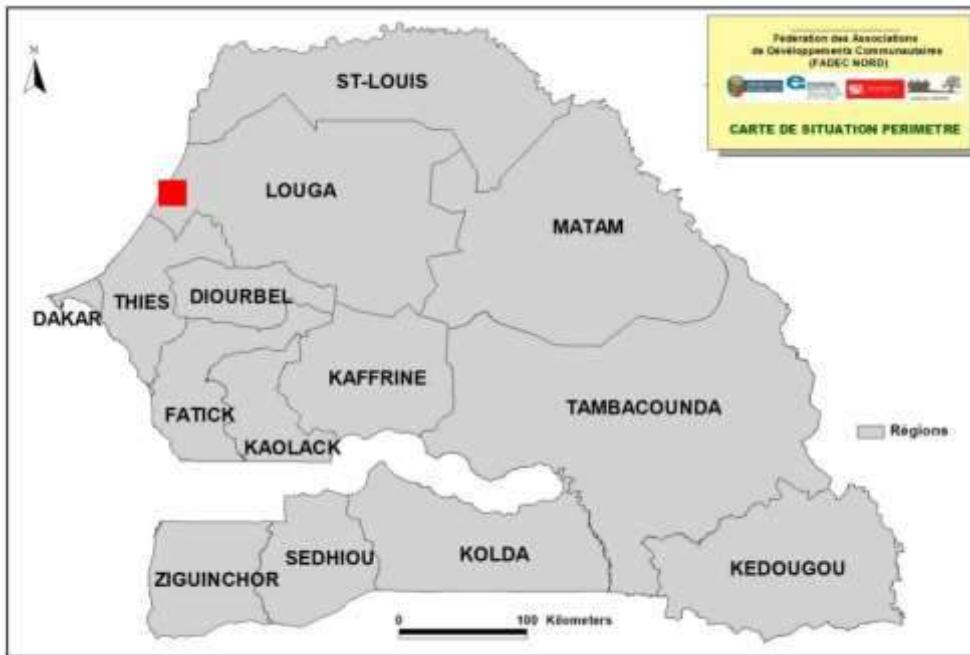 Fédération des Associations
de Développements Communautaires
(FADEC NORD)
CARTE DE SITUATION PERIMETRE
N
ST-LOUIS
LOUGA
MATAM
THIES
DIOURBEL
DAKAR
KAFFRINE
TAMBACOUNDA
FATICK
KAOLACK
Régions
ZIGUINCHOR
SEDHIOU
KOLDA
KEDOUGOU
0 100 Kilometers